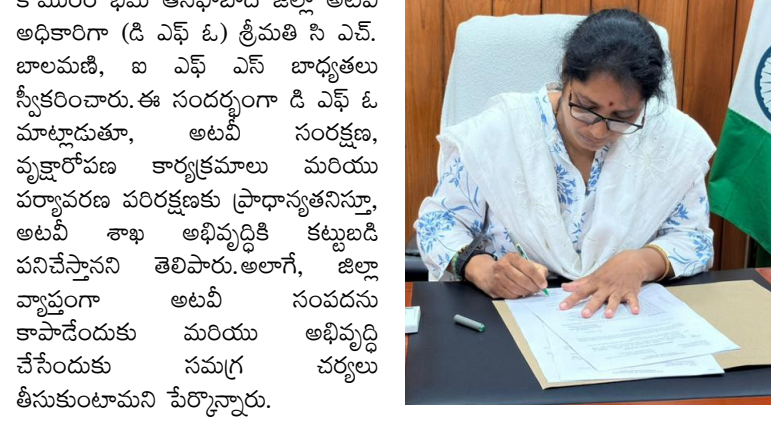 కొమురం భీమ్ ఆసిఫాబాద్ జిల్లా అటవీ
అధికారిగా (డి ఎఫ్ ఓ) శ్రీమతి సి ఎచ్.
బాలమణి, ఐ ఎఫ్ ఎస్ బాధ్యతలు
స్వీకరించారు.ఈ సందర్భంగా డి ఎఫ్ ఓ
మాట్లాడుతూ, అటవీ సంరక్షణ,
వృక్షారోపణ కార్యక్రమాలు మరియు
పర్యావరణ పరిరక్షణకు ప్రాధాన్యతనిస్తూ,
అటవీ శాఖ అభివృద్ధికి కట్టుబడి
పనిచేస్తానని తెలిపారు.అలాగే, జిల్లా
వ్యాప్తంగా అటవీ సంపదను
కాపాడేందుకు మరియు అభివృద్ధి
చేసేందుకు సమగ్ర చర్యలు
తీసుకుంటామని పేర్కొన్నారు.